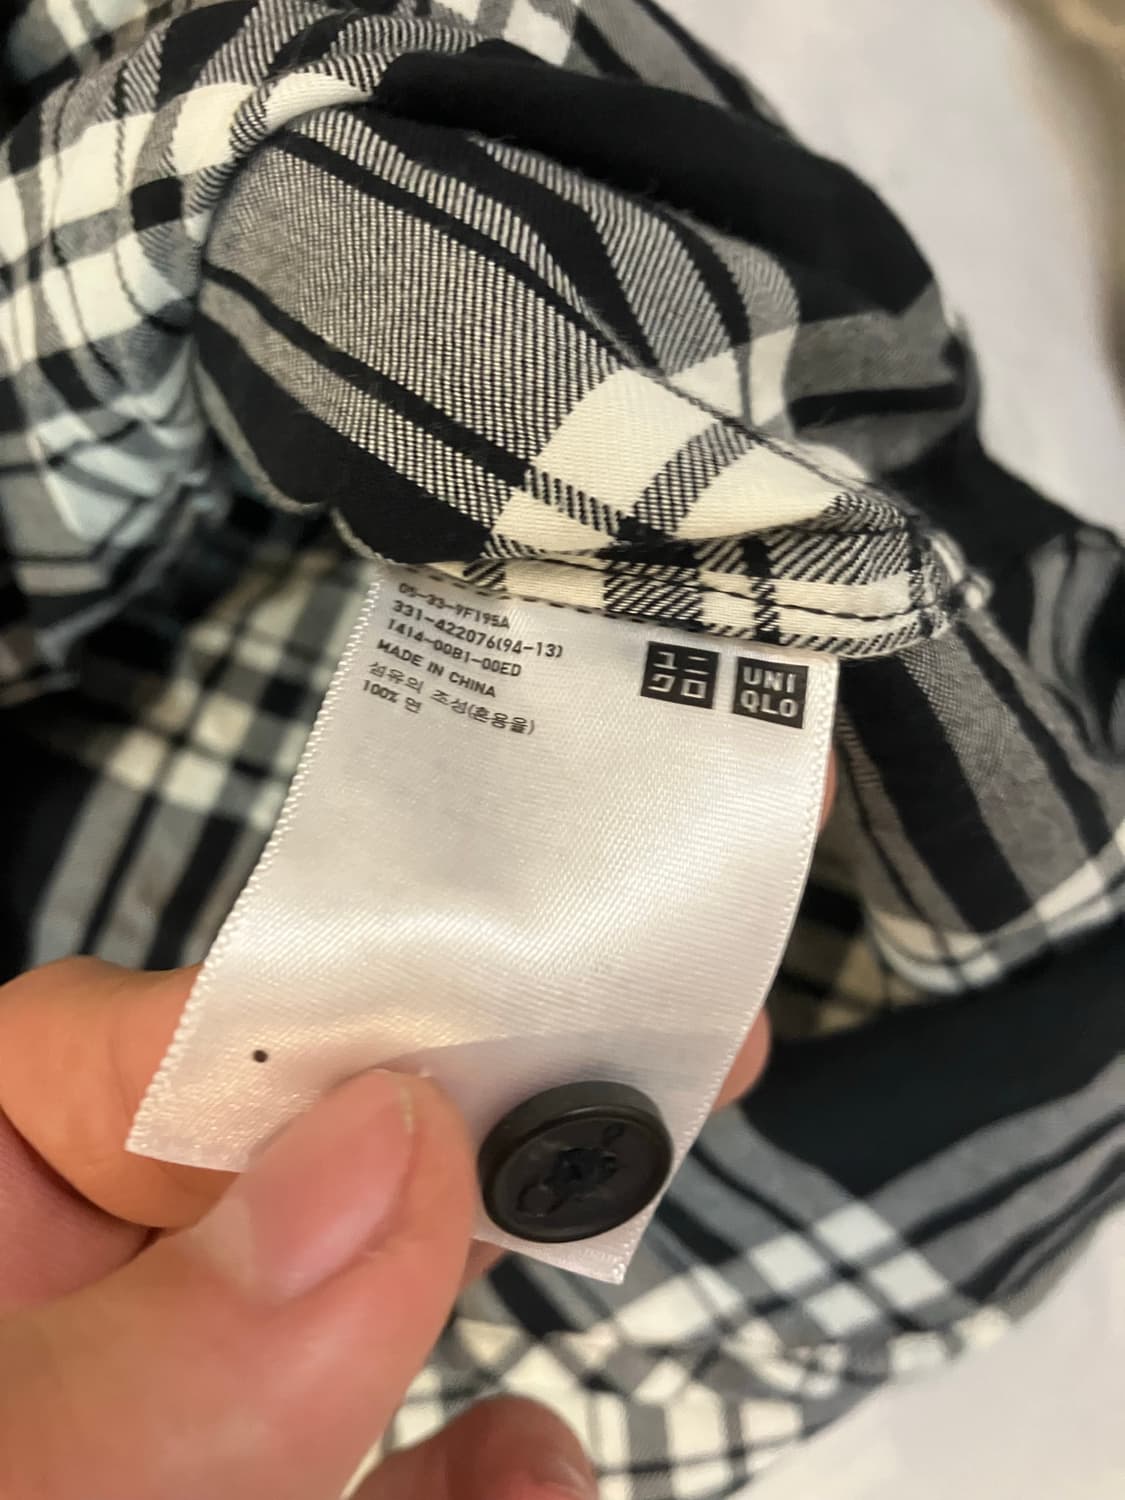 05-33-9F195A
331-422076(94-13)
1414-00B1-00ED
MADE IN CHINA
섬유의 조성(혼용율)
100% 면
ユニ
クロ
UNI
QLO